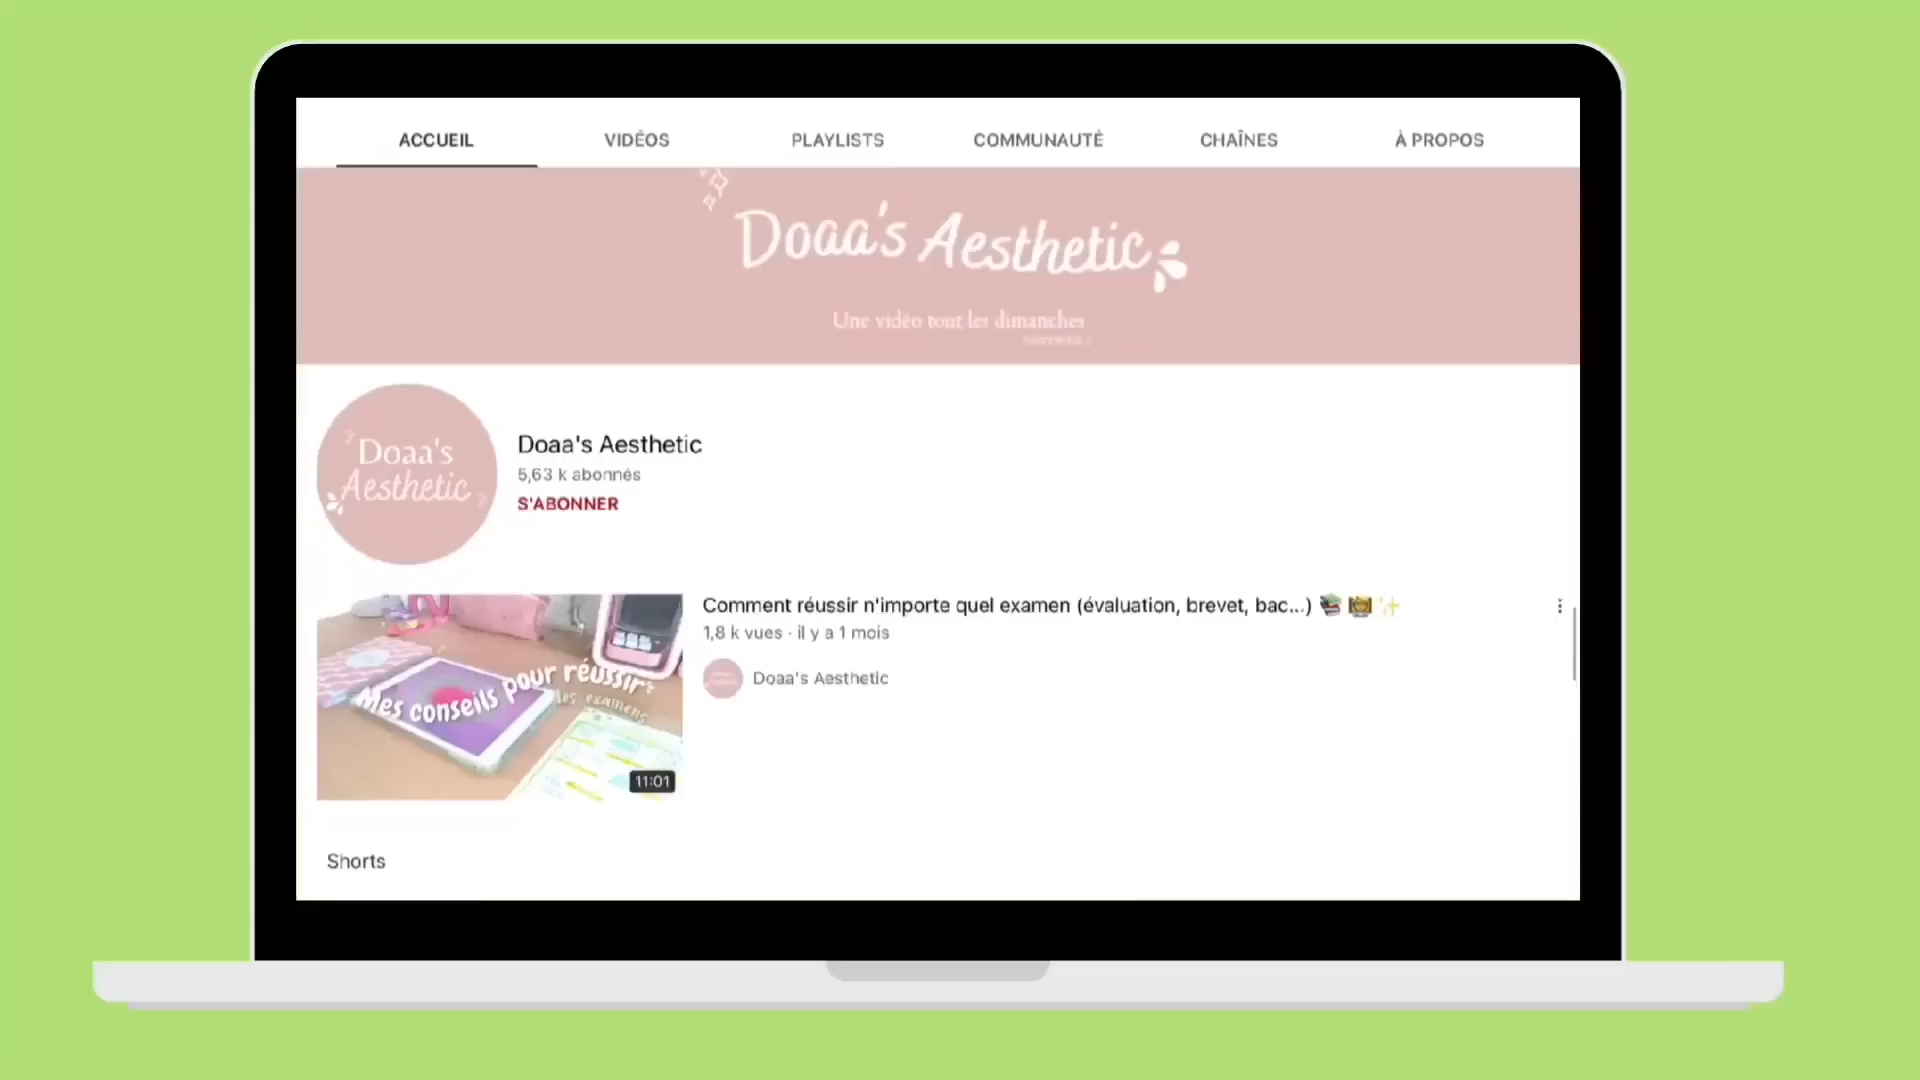 ACCUEIL VIDÉOS PLAYLISTS COMMUNAUTÉ CHAÎNES À PROPOS
Doaa's Aesthetic
Une vidéo tout les dimanches
Doaa's
Aesthetic
Doaa's Aesthetic
5,63 k abonnés
S'ABONNER
Mes conseils pour réussir
les examens
11:01
Comment réussir n'importe quel examen (évaluation, brevet, bac...)
1,8 k vues · il y a 1 mois
Doaa's Aesthetic
Shorts